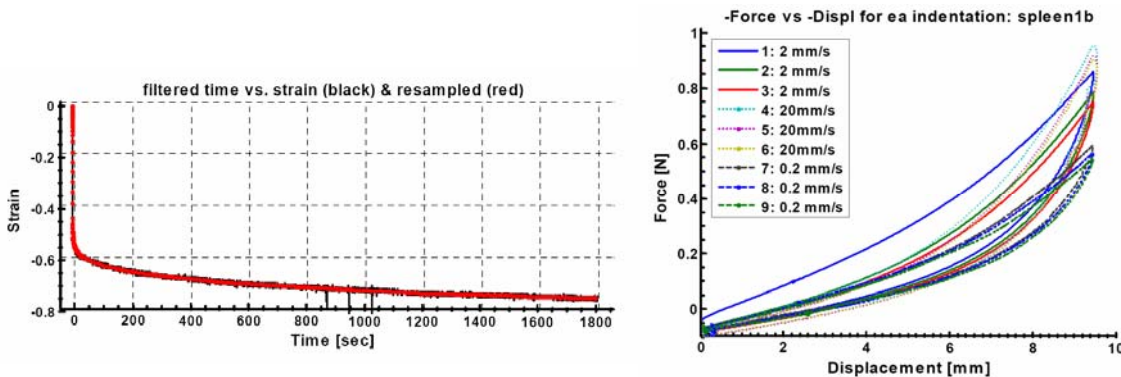 filtered time vs. strain (black) & resampled (red)
Strain
0
-0.2
-0.4
-0.6
-0.8
0 200 400 600 800 1000 1200 1400 1600 1800
Time [sec]
-Force vs -Displ for ea indentation: spleen1b
Force [N]
1
0.8
0.6
0.4
0.2
0
1: 2 mm/s
2: 2 mm/s
3: 2 mm/s
4: 20mm/s
5: 20mm/s
6: 20mm/s
7: 0.2 mm/s
8: 0.2 mm/s
9: 0.2 mm/s
0 2 4 6 8 10
Displacement [mm]